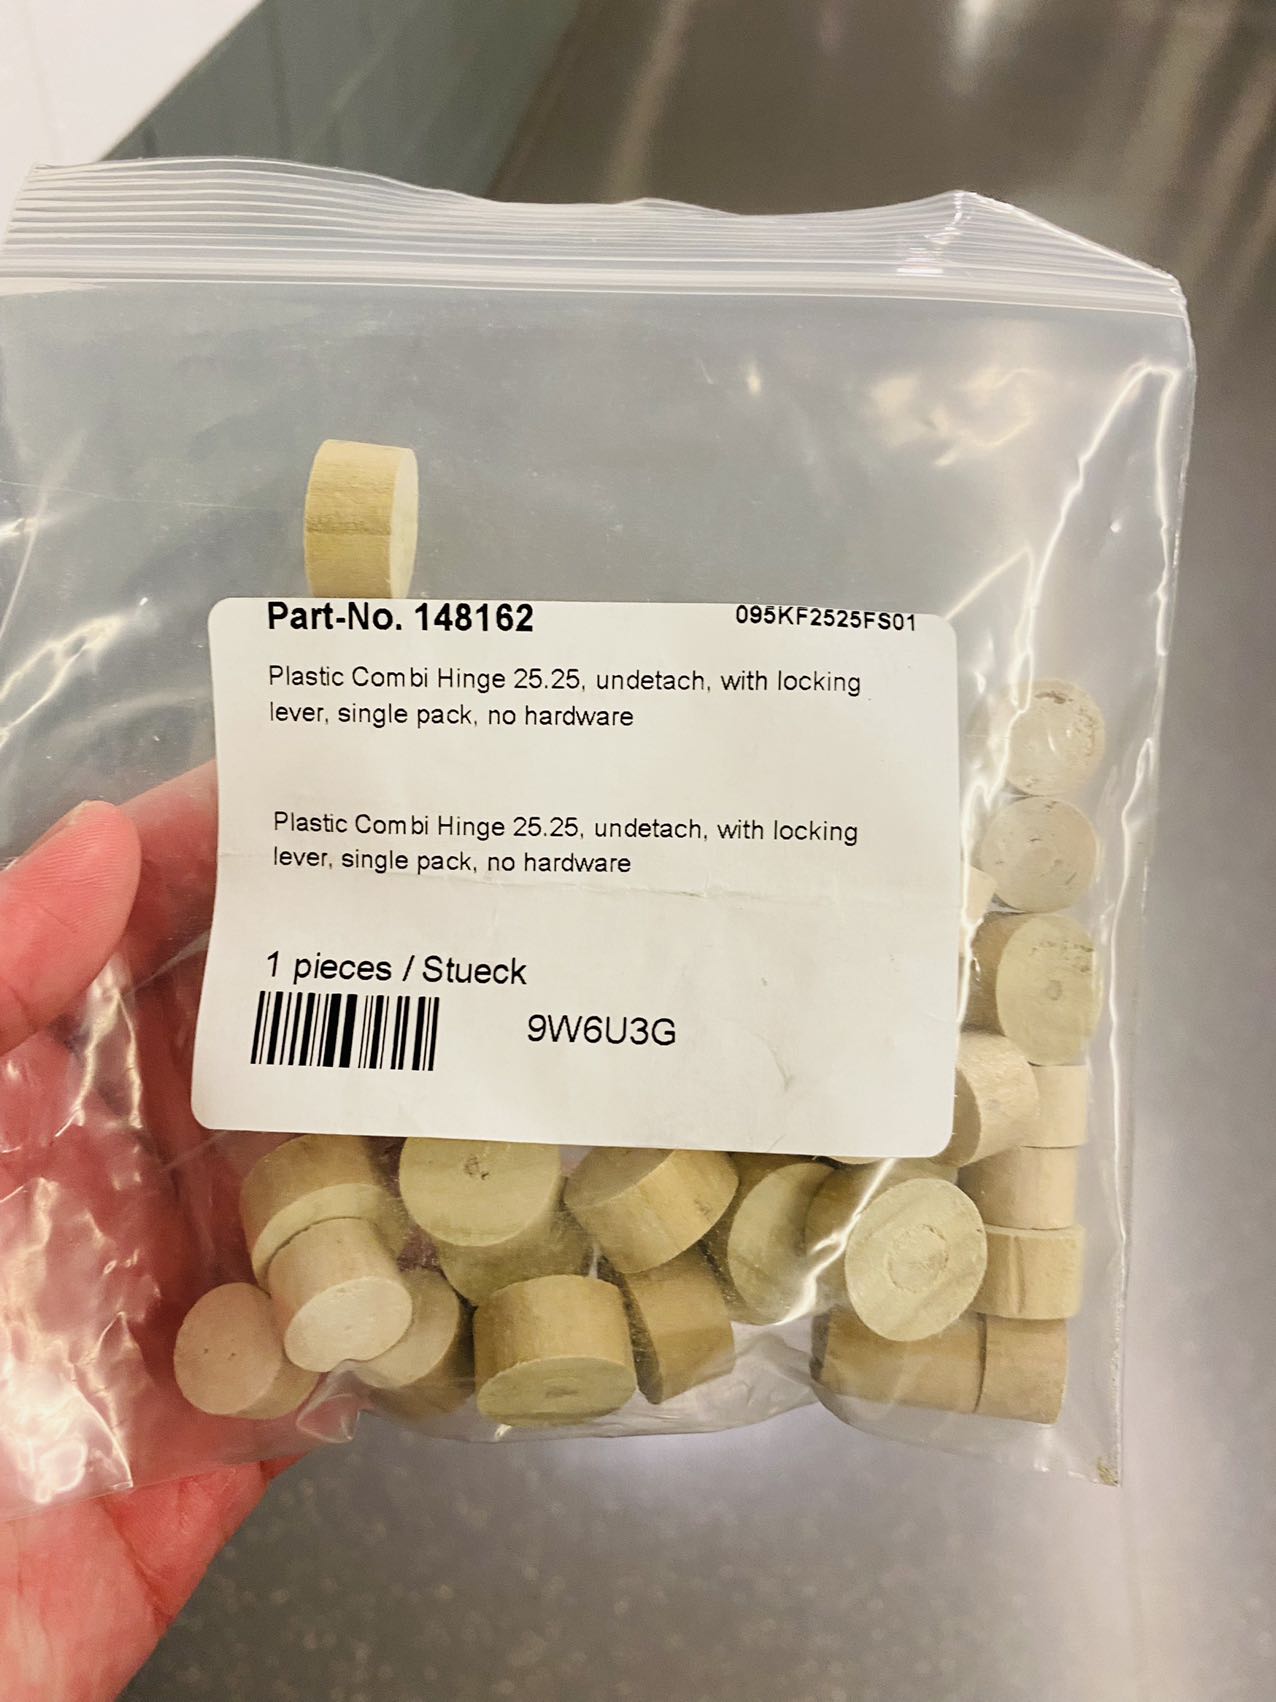 Part-No. 148162 095KF2525FS01
Plastic Combi Hinge 25.25, undetach, with locking
lever, single pack, no hardware
Plastic Combi Hinge 25.25, undetach, with locking
lever, single pack, no hardware
1 pieces / Stueck
9W6U3G